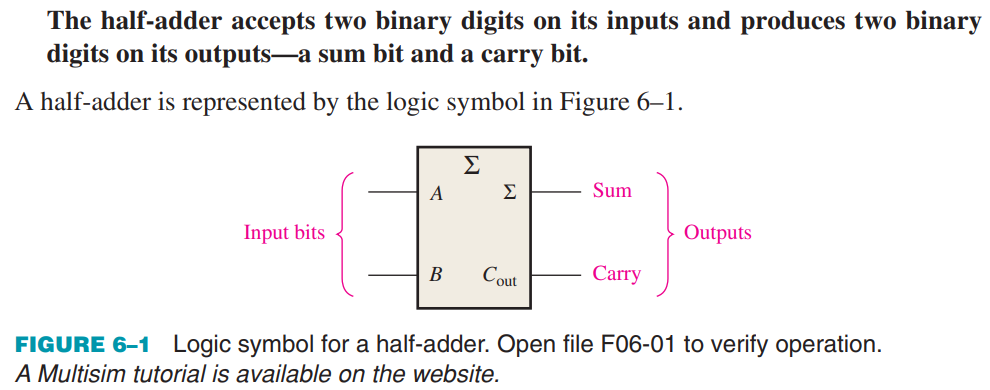 The half-adder accepts two binary digits on its inputs and produces two binary
digits on its outputs—a sum bit and a carry bit.
A half-adder is represented by the logic symbol in Figure 6–1.
Σ
A Σ Sum
Input bits Outputs
B Cout Carry
FIGURE 6–1 Logic symbol for a half-adder. Open file F06-01 to verify operation.
A Multisim tutorial is available on the website.